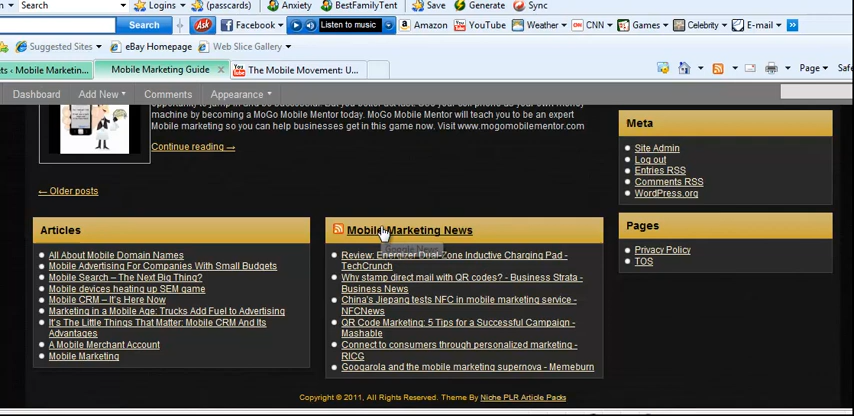 Search Logins (passcards) Anxiety BestFamilyTent Save Generate Sync
Search Ask Facebook Listen to music Amazon YouTube Weather CNN Games Celebrity E-mail »
Suggested Sites eBay Homepage Web Slice Gallery
ts ‹ Mobile Marketin... Mobile Marketing Guide x The Mobile Movement: U... Page Safe
Dashboard Add New Comments Appearance
machine by becoming a MoGo Mobile Mentor today. MoGo Mobile Mentor will teach you to be an expert
Mobile marketing so you can help businesses get in this game now. Visit www.mogomobilementor.com
Continue reading →
← Older posts
Articles
All About Mobile Domain Names
Mobile Advertising For Companies With Small Budgets
Mobile Search – The Next Big Thing?
Mobile devices heating up SEM game
Mobile CRM – It's Here Now
Marketing in a Mobile Age: Trucks Add Fuel to Advertising
It's The Little Things That Matter: Mobile CRM And Its
Advantages
A Mobile Merchant Account
Mobile Marketing
Mobile Marketing News
Google News
Review: Energizer Dual-Zone Inductive Charging Pad -
TechCrunch
Why stamp direct mail with QR codes? - Business Strata -
Business News
China's Jiepang tests NFC in mobile marketing service -
NFCNews
QR Code Marketing: 5 Tips for a Successful Campaign -
Mashable
Connect to consumers through personalized marketing -
RICG
Googarola and the mobile marketing supernova - Memeburn
Meta
Site Admin
Log out
Entries RSS
Comments RSS
WordPress.org
Pages
Privacy Policy
TOS
Copyright © 2011, All Rights Reserved. Theme By Niche PLR Article Packs